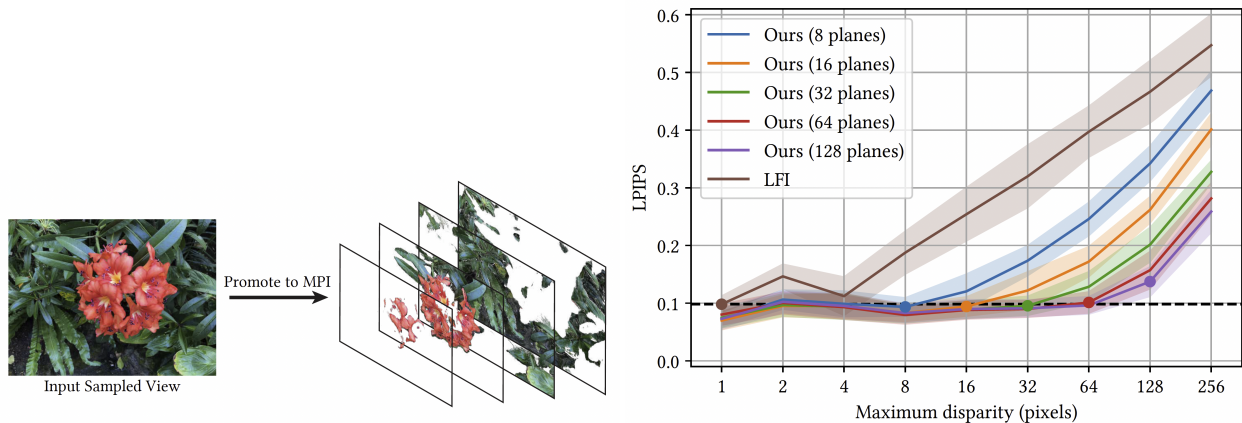 Promote to MPI
Input Sampled View
LPIPS
0.6
0.5
0.4
0.3
0.2
0.1
0.0
Ours (8 planes)
Ours (16 planes)
Ours (32 planes)
Ours (64 planes)
Ours (128 planes)
LFI
1 2 4 8 16 32 64 128 256
Maximum disparity (pixels)